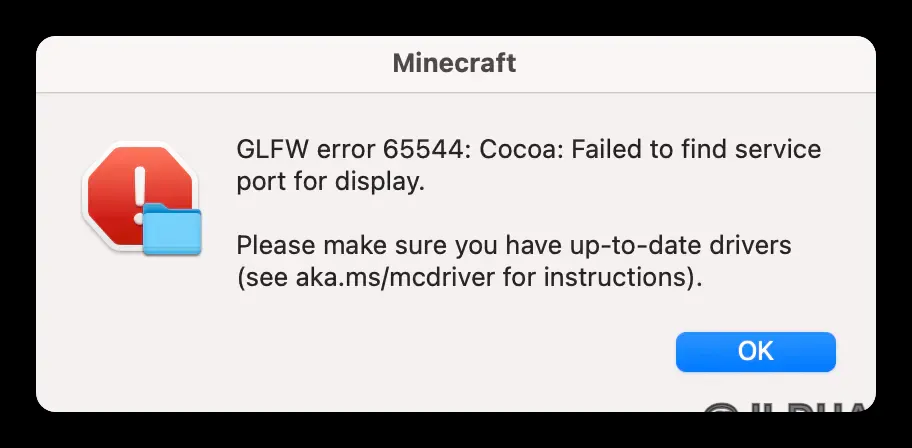 Minecraft
GLFW error 65544: Cocoa: Failed to find service
port for display.
Please make sure you have up-to-date drivers
(see aka.ms/mcdriver for instructions).
OK